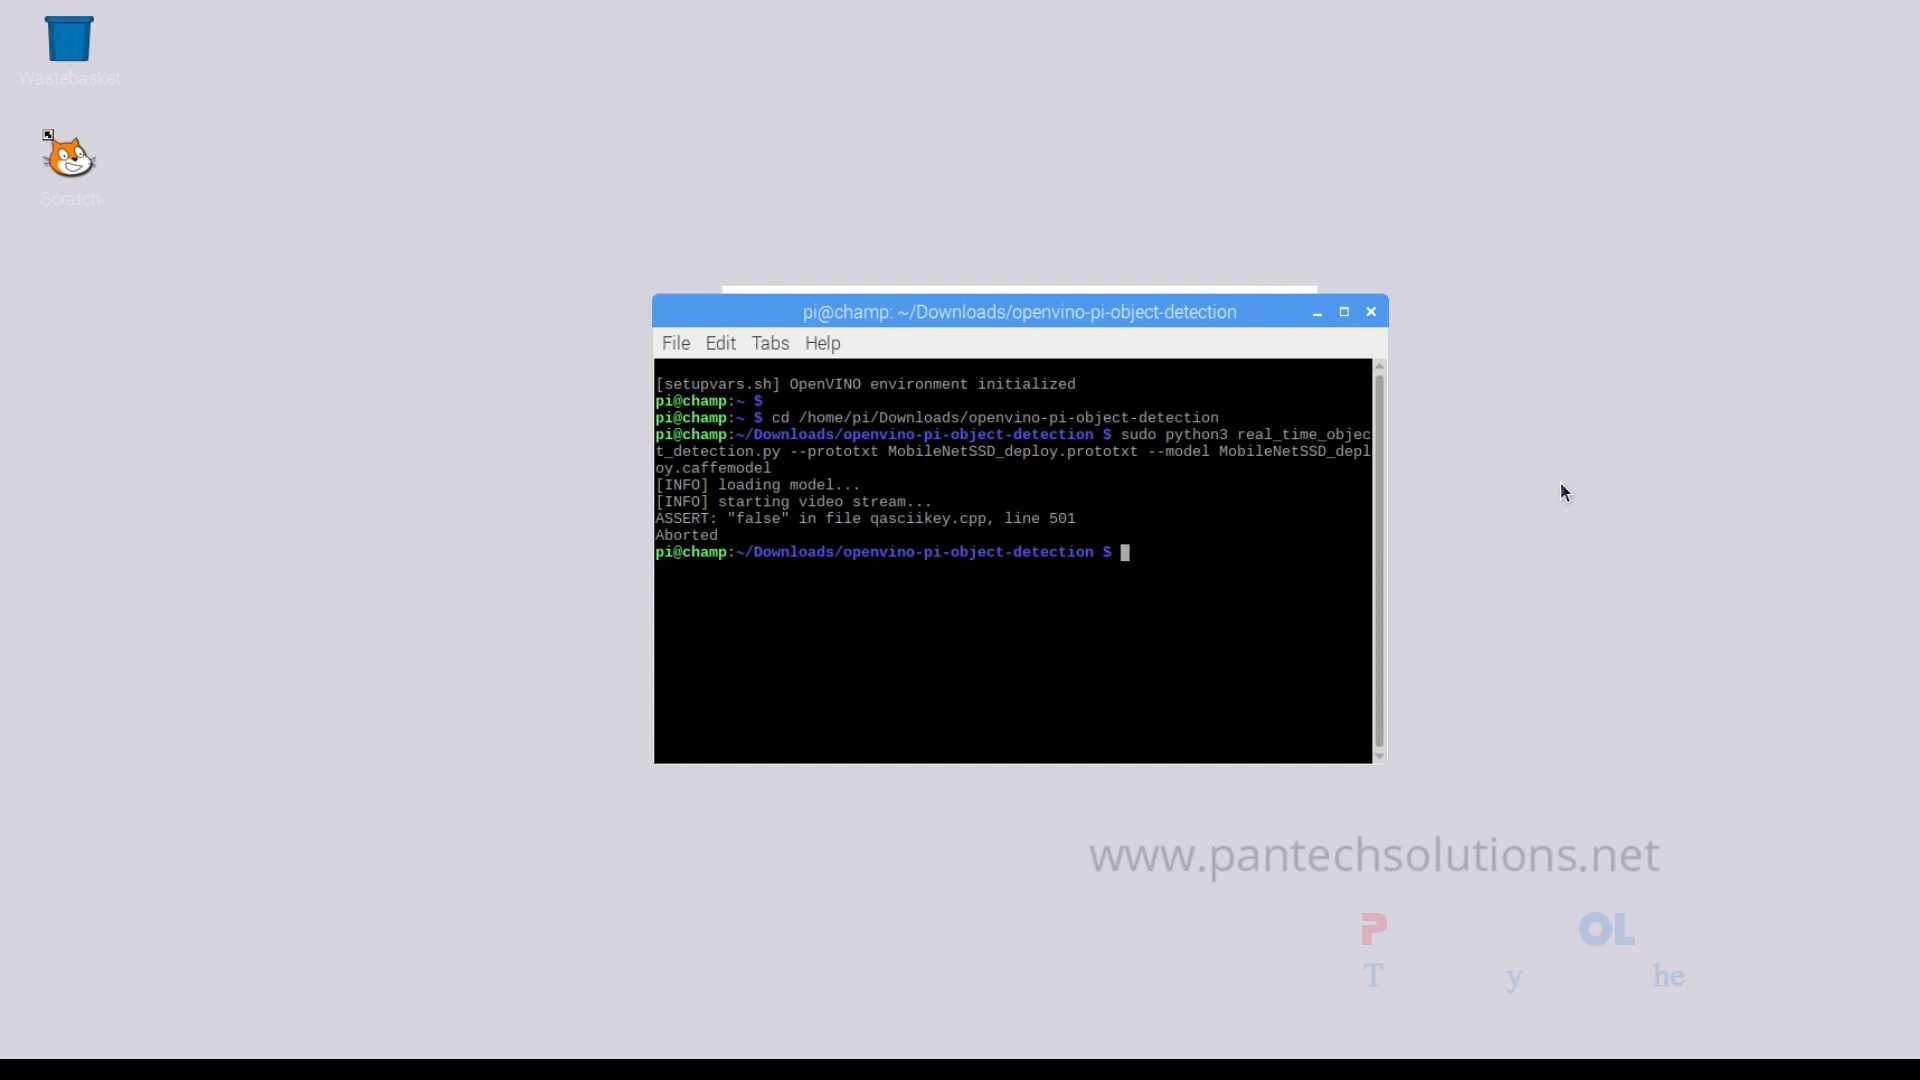 Wastebasket
Scratch
pi@champ: ~/Downloads/openvino-pi-object-detection
File Edit Tabs Help
[setupvars.sh] OpenVINO environment initialized
pi@champ:~ $
pi@champ:~ $ cd /home/pi/Downloads/openvino-pi-object-detection
pi@champ:~/Downloads/openvino-pi-object-detection $ sudo python3 real_time_objec
t_detection.py --prototxt MobileNetSSD_deploy.prototxt --model MobileNetSSD_depl
oy.caffemodel
[INFO] loading model...
[INFO] starting video stream...
ASSERT: "false" in file qasciikey.cpp, line 501
Aborted
pi@champ:~/Downloads/openvino-pi-object-detection $
www.pantechsolutions.net
P OL
T y he